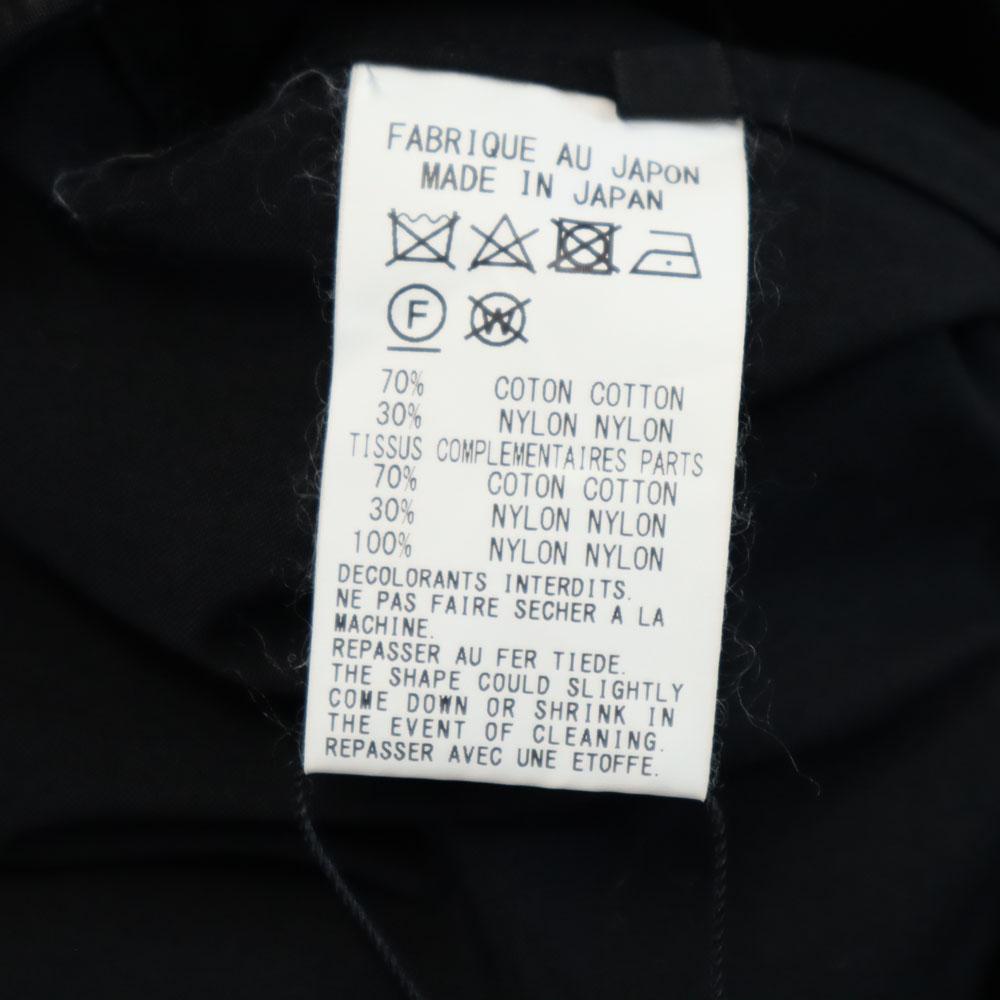 FABRIQUE AU JAPON
MADE IN JAPAN
F W
70% COTON COTTON
30% NYLON NYLON
TISSUS COMPLEMENTAIRES PARTS
70% COTON COTTON
30% NYLON NYLON
100% NYLON NYLON
DECOLORANTS INTERDITS.
NE PAS FAIRE SECHER A LA
MACHINE.
REPASSER AU FER TIEDE.
THE SHAPE COULD SLIGHTLY
COME DOWN OR SHRINK IN
THE EVENT OF CLEANING.
REPASSER AVEC UNE ETOFFE.